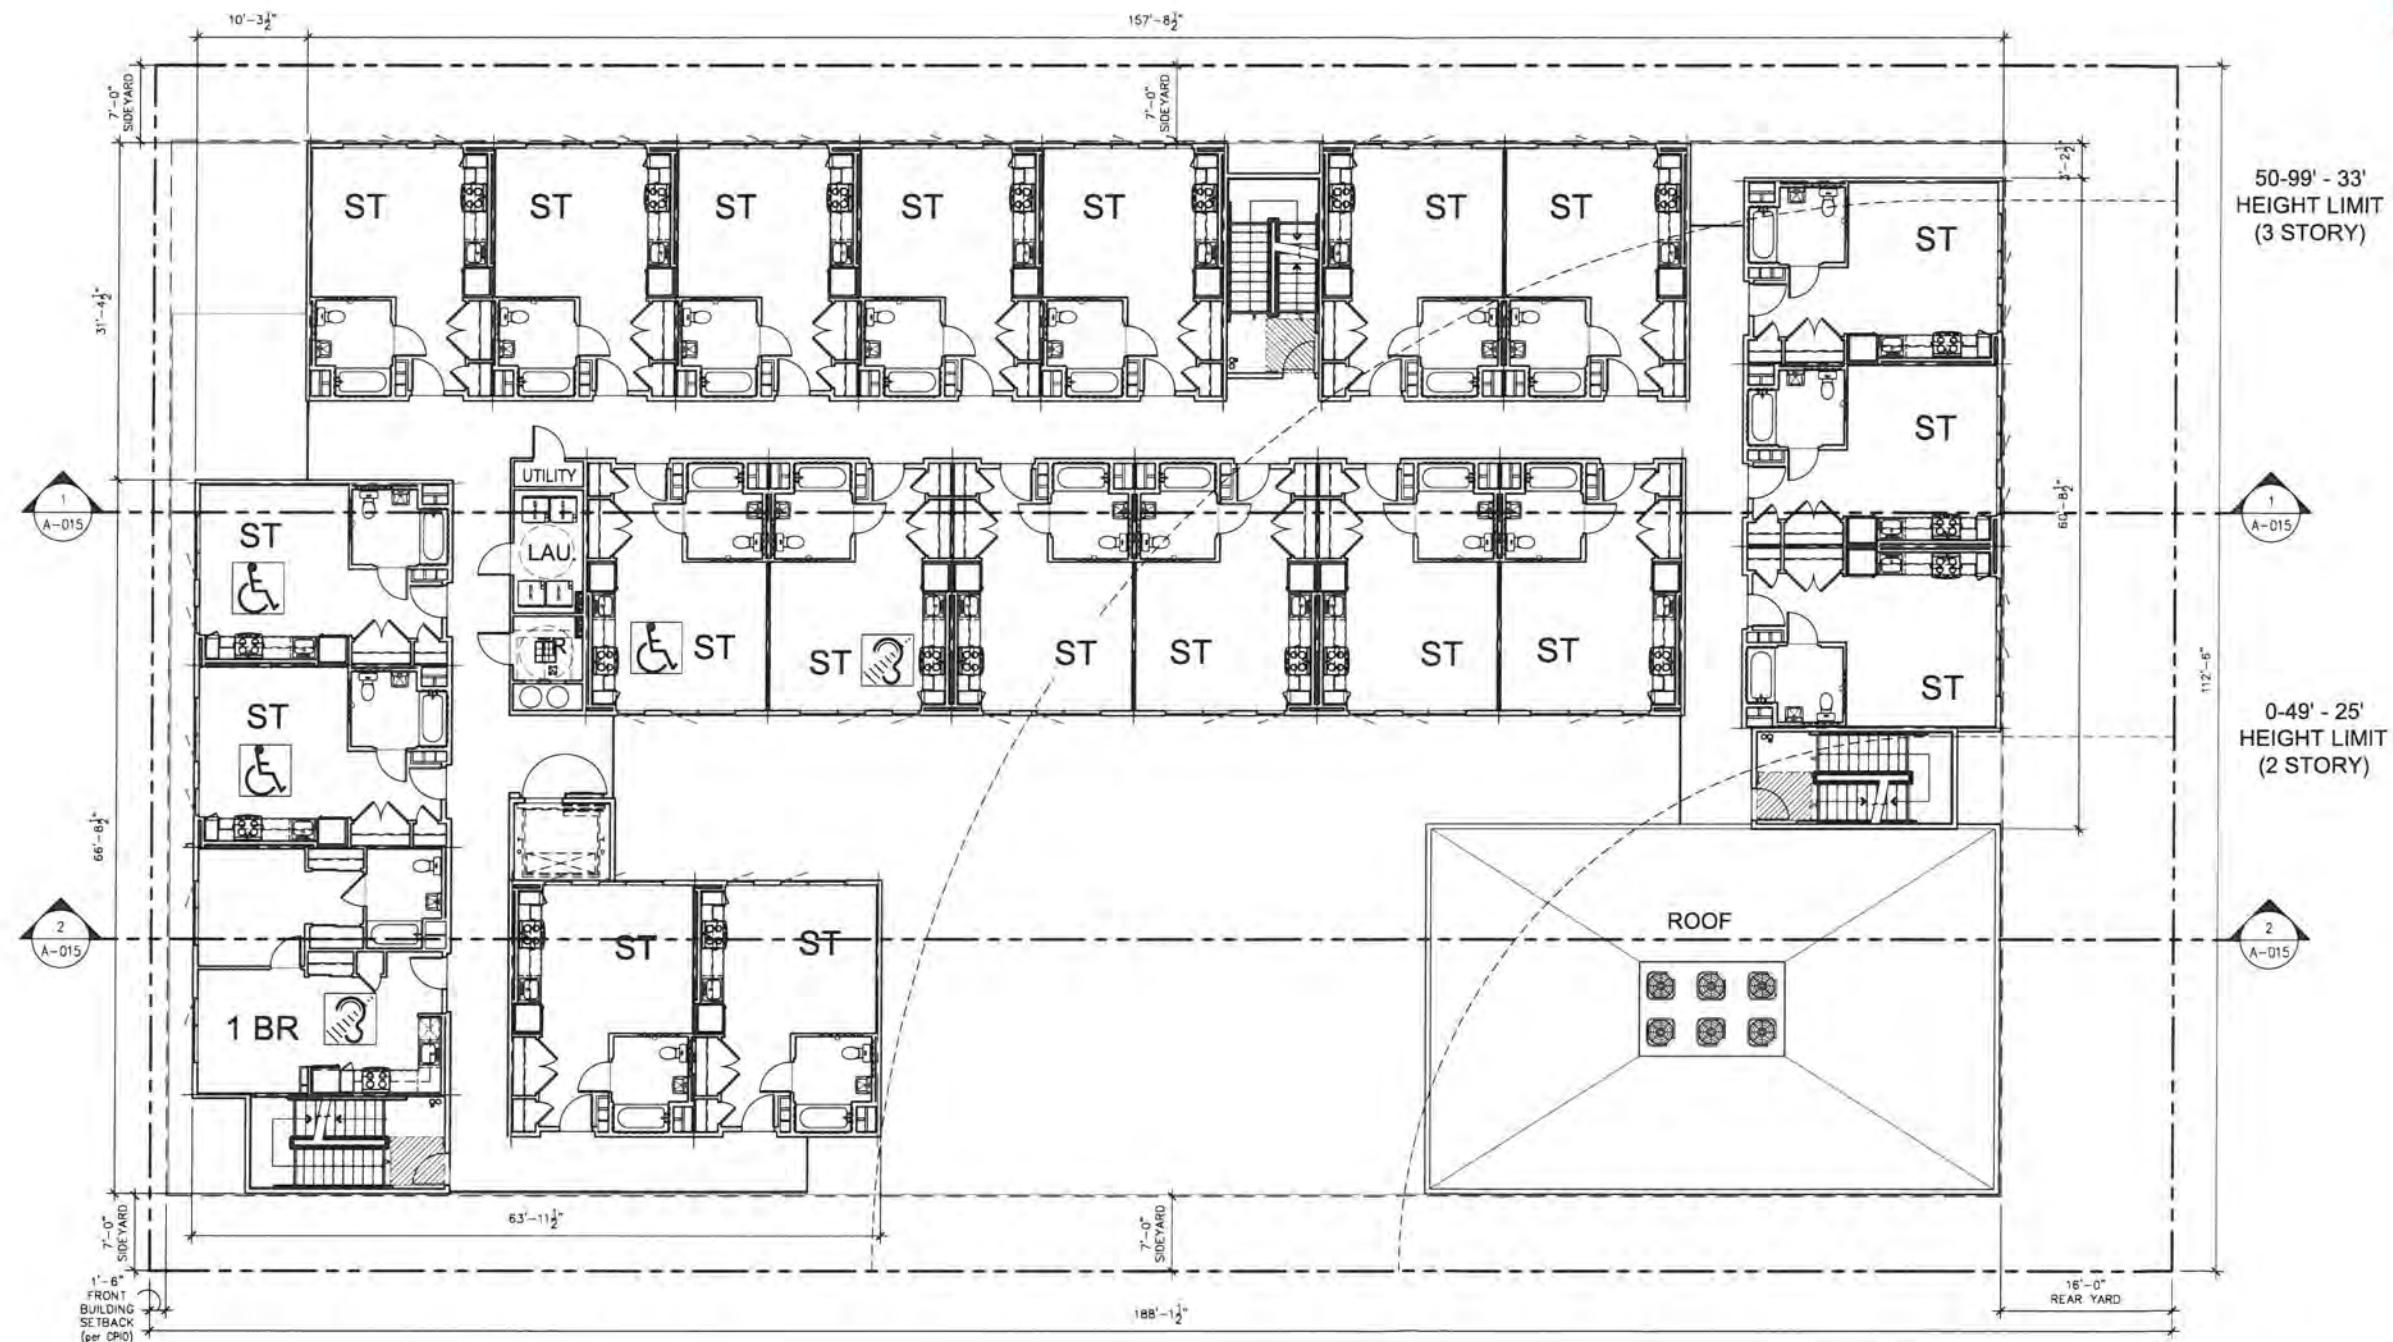 10'-3½" 157'-8½"
7'-0"
SIDEYARD
7'-0"
SIDEYARD
3'-2½"
50-99' - 33'
HEIGHT LIMIT
(3 STORY)
ST ST ST ST ST ST ST ST
31'-4½"
ST
UTILITY
1
A-015
1
A-015
60'-8½"
ST
LAU
ST ST ST ST ST ST
ST
112'-6"
ST
0-49' - 25'
HEIGHT LIMIT
(2 STORY)
66'-8½"
ROOF
2
A-015
ST ST
2
A-015
1 BR
63'-11½"
7'-0"
SIDEYARD
7'-0"
SIDEYARD
1'-6"
FRONT
BUILDING
SETBACK
(per CPIO)
16'-0"
REAR YARD
188'-1½"